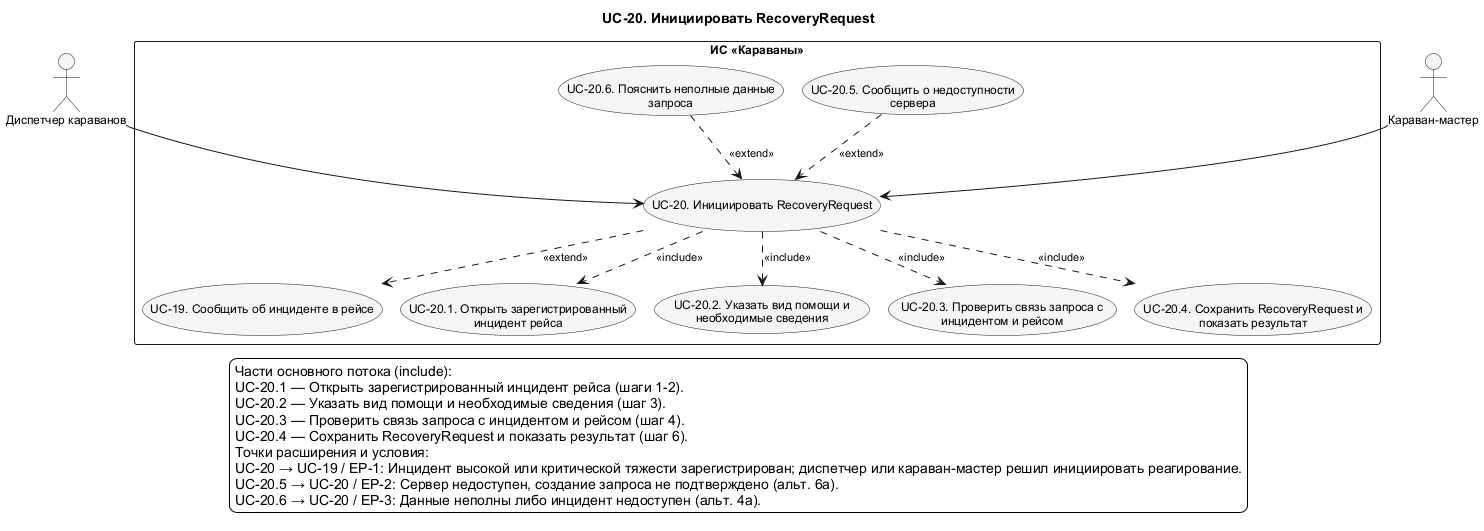 UC-20. Инициировать RecoveryRequest
ИС «Караваны»
Диспетчер караванов
Караван-мастер
UC-20.6. Пояснить неполные данные
запроса
UC-20.5. Сообщить о недоступности
сервера
«extend»
«extend»
UC-20. Инициировать RecoveryRequest
«extend»
«include»
«include»
«include»
«include»
UC-19. Сообщить об инциденте в рейсе
UC-20.1. Открыть зарегистрированный
инцидент рейса
UC-20.2. Указать вид помощи и
необходимые сведения
UC-20.3. Проверить связь запроса с
инцидентом и рейсом
UC-20.4. Сохранить RecoveryRequest и
показать результат
Части основного потока (include):
UC-20.1 — Открыть зарегистрированный инцидент рейса (шаги 1-2).
UC-20.2 — Указать вид помощи и необходимые сведения (шаг 3).
UC-20.3 — Проверить связь запроса с инцидентом и рейсом (шаг 4).
UC-20.4 — Сохранить RecoveryRequest и показать результат (шаг 6).
Точки расширения и условия:
UC-20 → UC-19 / EP-1: Инцидент высокой или критической тяжести зарегистрирован; диспетчер или караван-мастер решил инициировать реагирование.
UC-20.5 → UC-20 / EP-2: Сервер недоступен, создание запроса не подтверждено (альт. 6а).
UC-20.6 → UC-20 / EP-3: Данные неполны либо инцидент недоступен (альт. 4а).